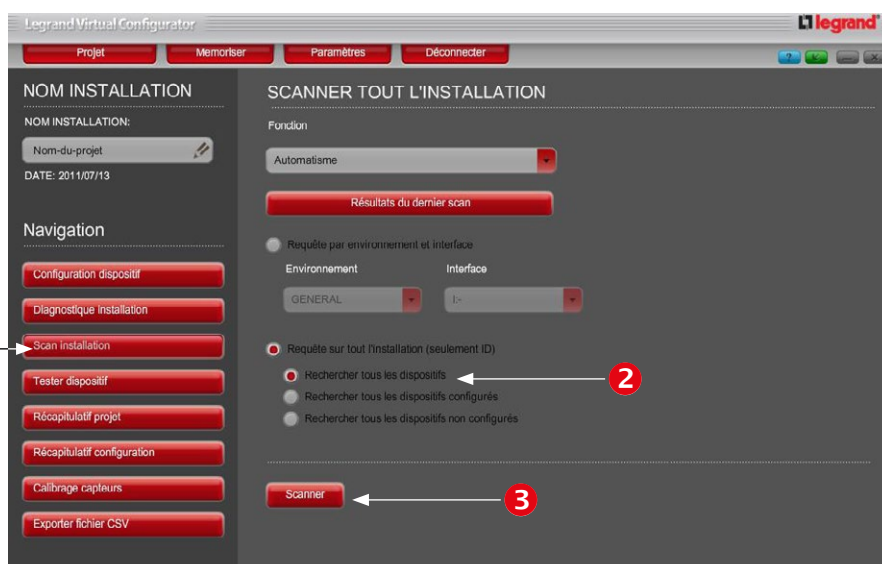 Legrand Virtual Configurator
legrand
Projet
Memoriser
Paramètres
Déconnecter
?
NOM INSTALLATION
NOM INSTALLATION:
Nom-du-projet
DATE: 2011/07/13
Navigation
Configuration dispositif
Diagnostique installation
Scan installation
Tester dispositif
Récapitulatif projet
Récapitulatif configuration
Calibrage capteurs
Exporter fichier CSV
SCANNER TOUT L'INSTALLATION
Fonction
Automatisme
Résultats du dernier scan
Requête par environnement et interface
Environnement
Interface
GENERAL
I:-
Requête sur tout l'installation (seulement ID)
Rechercher tous les dispositifs
2
Rechercher tous les dispositifs configurés
Rechercher tous les dispositifs non configurés
Scanner
3